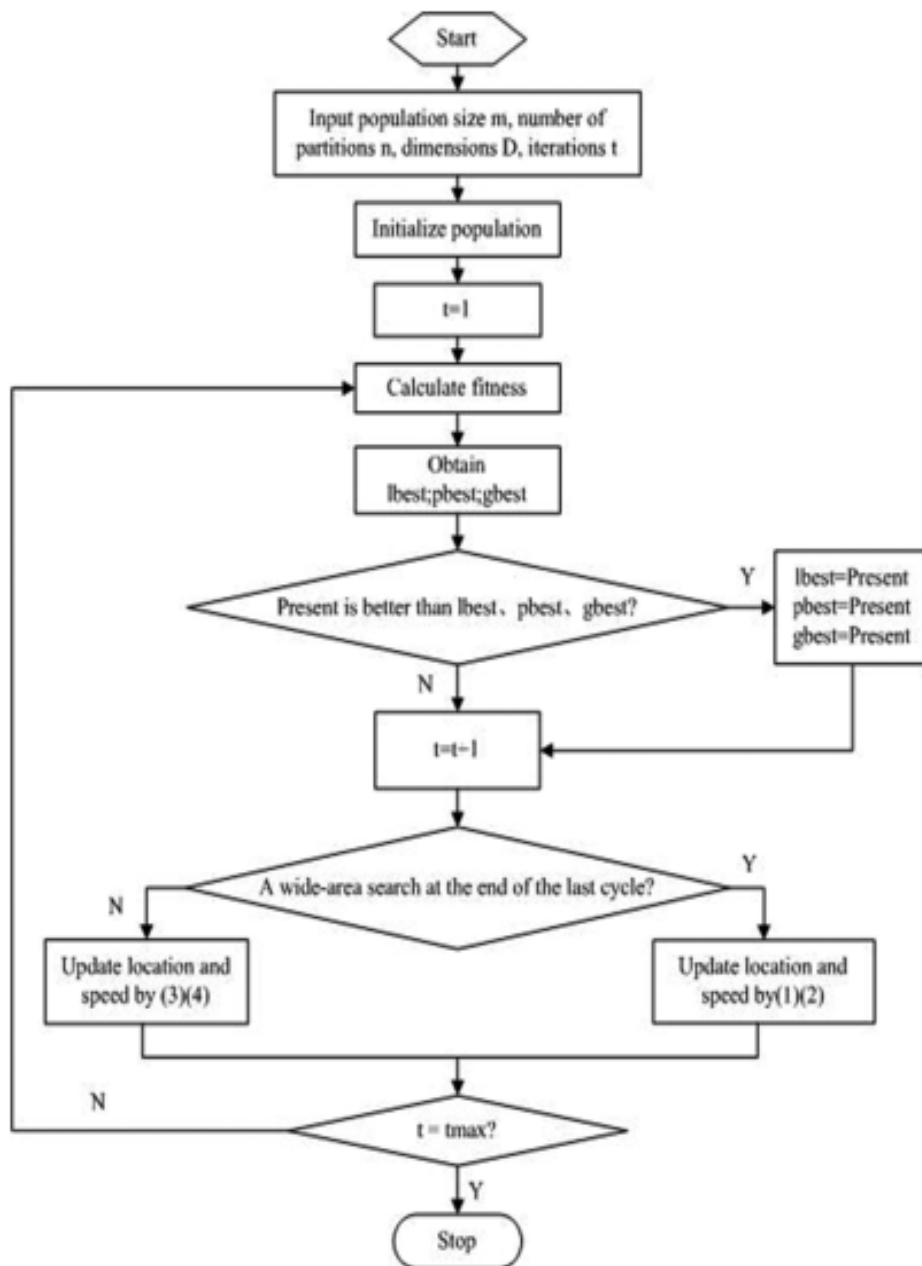 Start
Input population size m, number of
partitions n, dimensions D, iterations t
Initialize population
t=1
Calculate fitness
Obtain
lbest;pbest;gbest
Present is better than lbest、pbest、gbest?
Y
lbest=Present
pbest=Present
gbest=Present
N
t=t+1
A wide-area search at the end of the last cycle?
N
Y
Update location and
speed by (3)(4)
Update location and
speed by(1)(2)
N
t = tmax?
Y
Stop